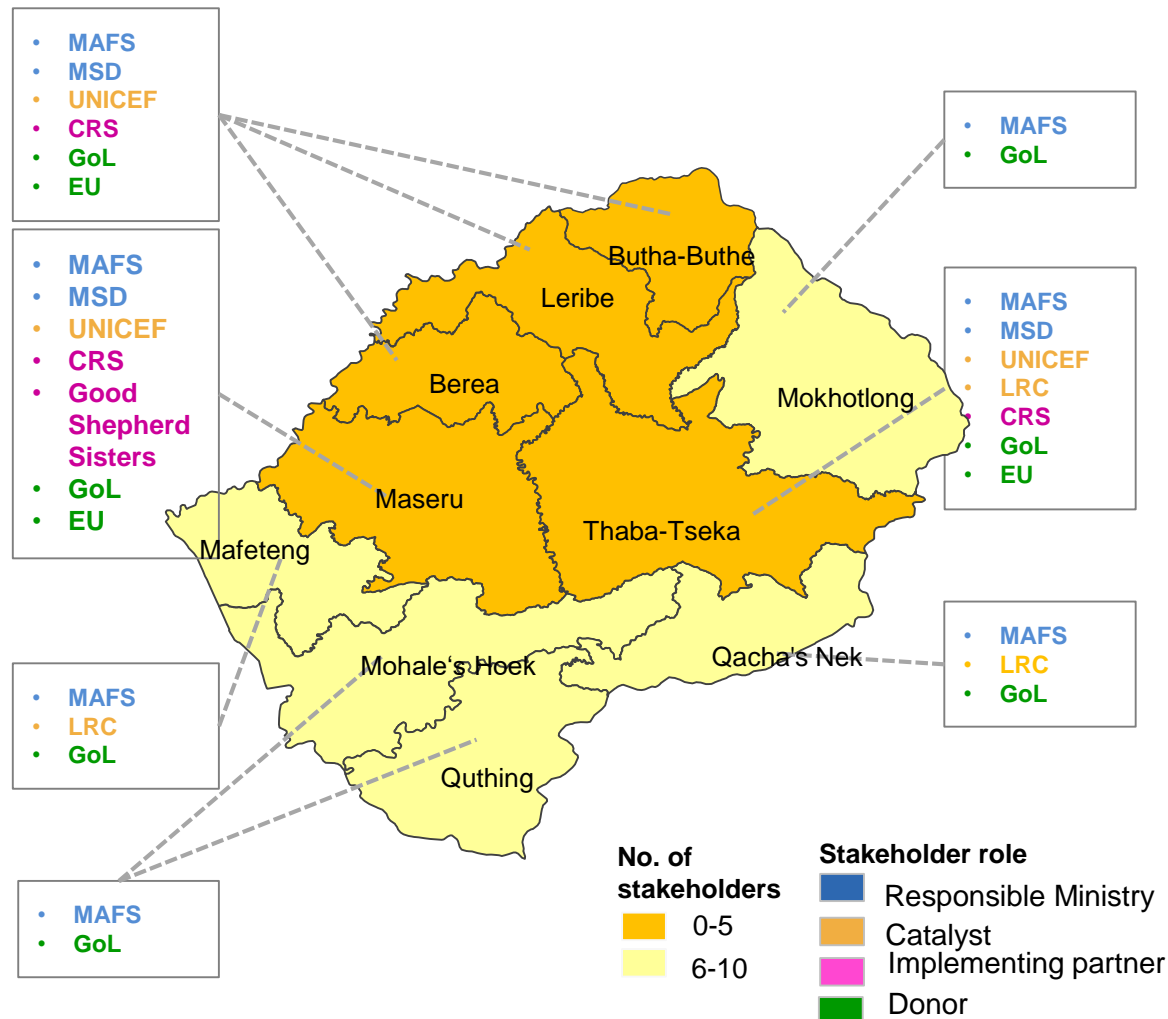 • MAFS
• MSD
• UNICEF
• CRS
• GoL
• EU
• MAFS
• MSD
• UNICEF
• CRS
• Good
Shepherd
Sisters
• GoL
• EU
• MAFS
• LRC
• GoL
• MAFS
• GoL
Butha-Buthe
Leribe
Berea
Mokhotlong
Maseru
Thaba-Tseka
Mafeteng
Mohale‘s Hoek
Qacha's Nek
Quthing
• MAFS
• GoL
• MAFS
• MSD
• UNICEF
• LRC
• CRS
• GoL
• EU
• MAFS
• LRC
• GoL
No. of
stakeholders
0-5
6-10
Stakeholder role
Responsible Ministry
Catalyst
Implementing partner
Donor